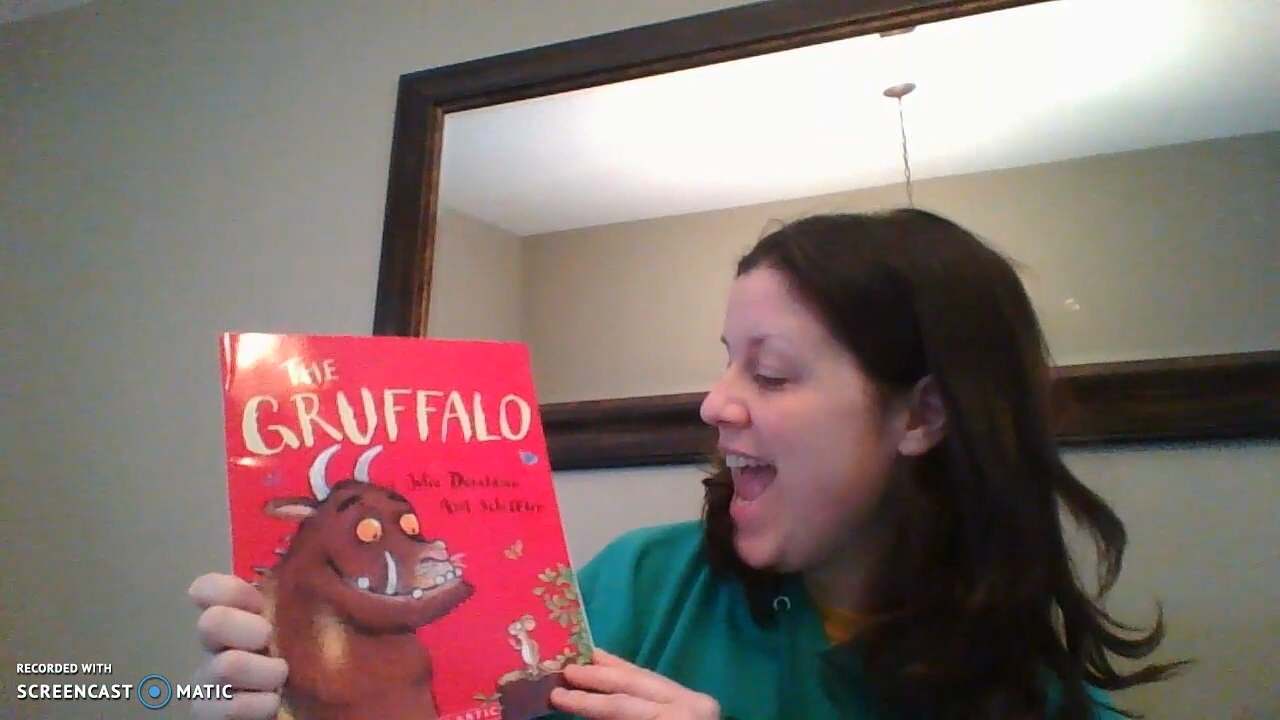 THE
GRUFFALO
Julia Donaldson
Axel Scheffler
RECORDED WITH
SCREENCAST MATIC